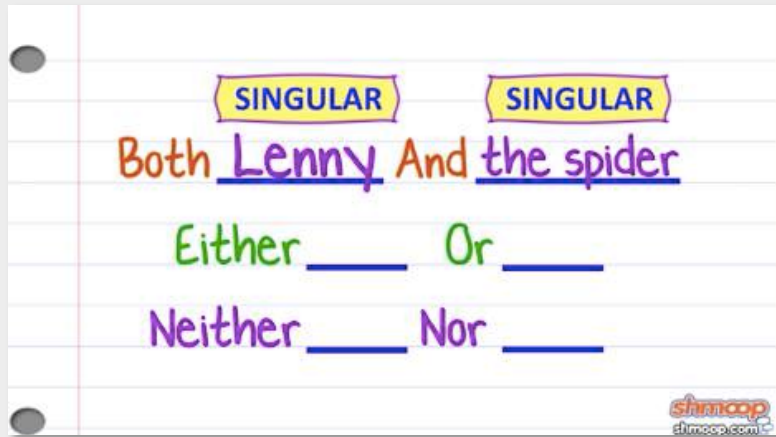 SINGULAR SINGULAR
Both Lenny And the spider
Either ____ Or ____
Neither ____ Nor ____
shmoop
shmoop.com